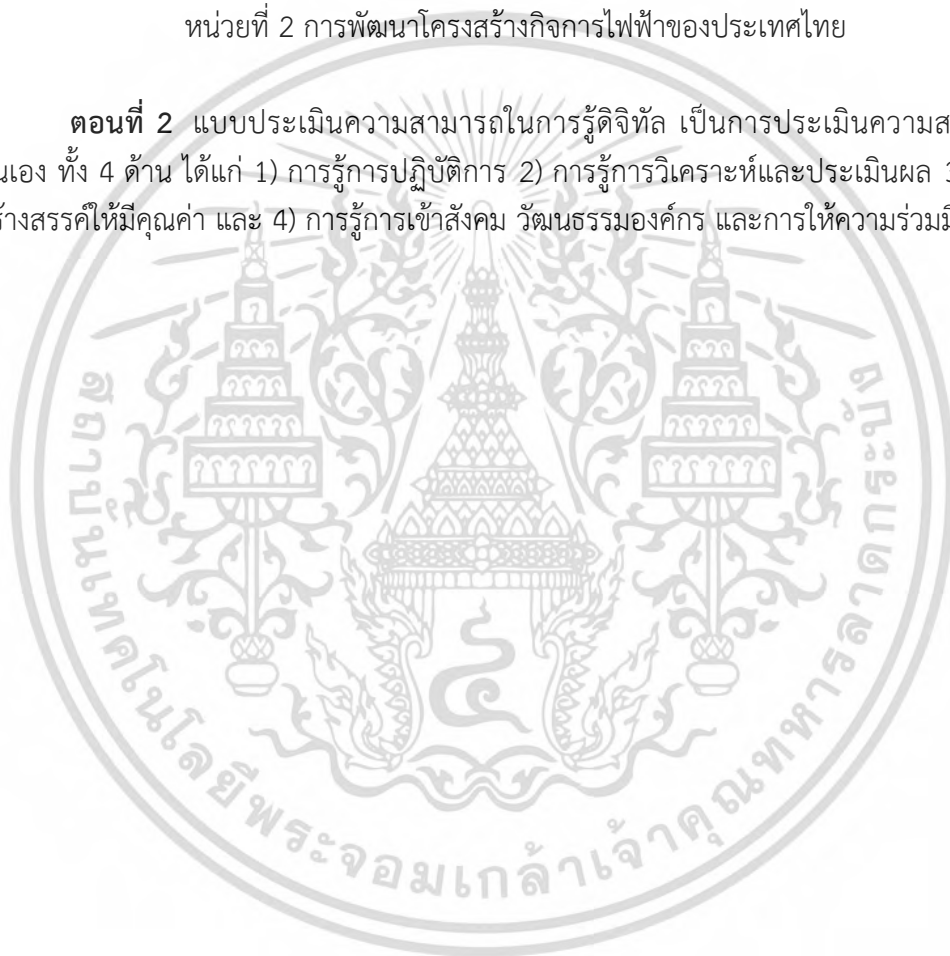 หน่วยที่ 2 การพัฒนาโครงสร้างกิจการไฟฟ้าของประเทศไทย
ตอนที่ 2 แบบประเมินความสามารถในการรู้ดิจิทัล เป็นการประเมินความส
นเอง ทั้ง 4 ด้าน ได้แก่ 1) การรู้การปฏิบัติการ 2) การรู้การวิเคราะห์และประเมินผล 3
ร้างสรรค์ให้มีคุณค่า และ 4) การรู้การเข้าสังคม วัฒนธรรมองค์กร และการให้ความร่วมมื
สถาบันเทคโนโลยีพระจอมเกล้าเจ้าคุณทหารลาดกระบัง